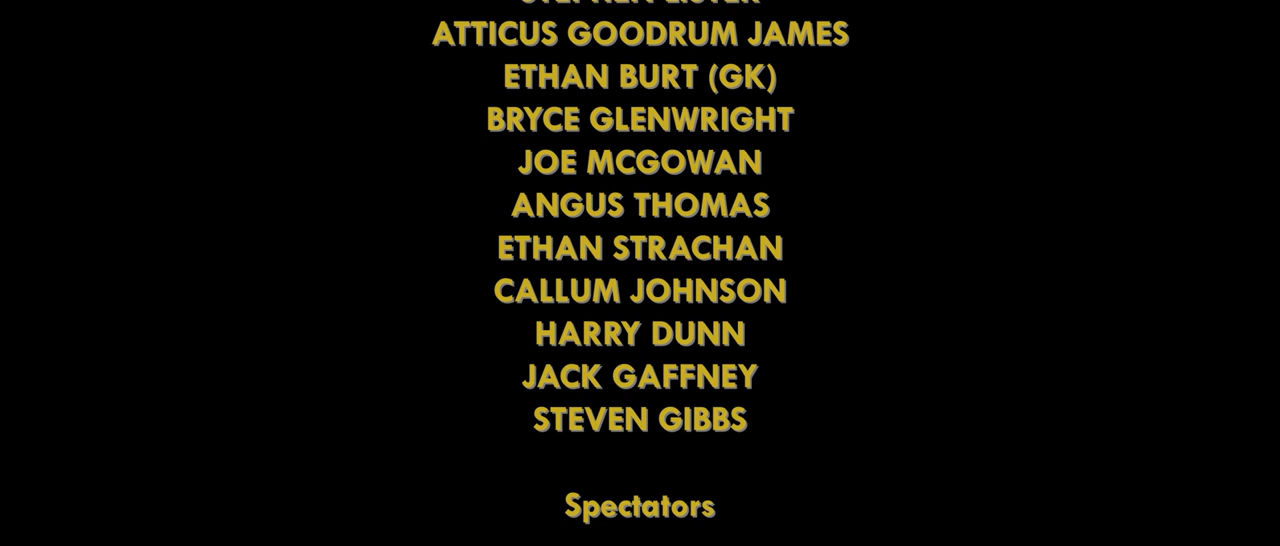 ATTICUS GOODRUM JAMES
ETHAN BURT (GK)
BRYCE GLENWRIGHT
JOE MCGOWAN
ANGUS THOMAS
ETHAN STRACHAN
CALLUM JOHNSON
HARRY DUNN
JACK GAFFNEY
STEVEN GIBBS
Spectators